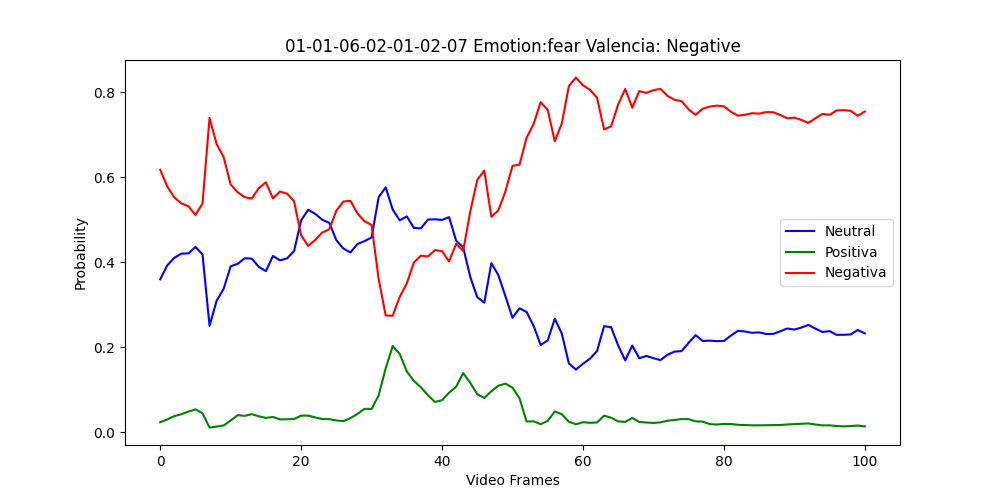 01-01-06-02-01-02-07 Emotion:fear Valencia: Negative
Probability
0.8
0.6
0.4
0.2
0.0
Neutral
Positiva
Negativa
0 20 40 60 80 100
Video Frames